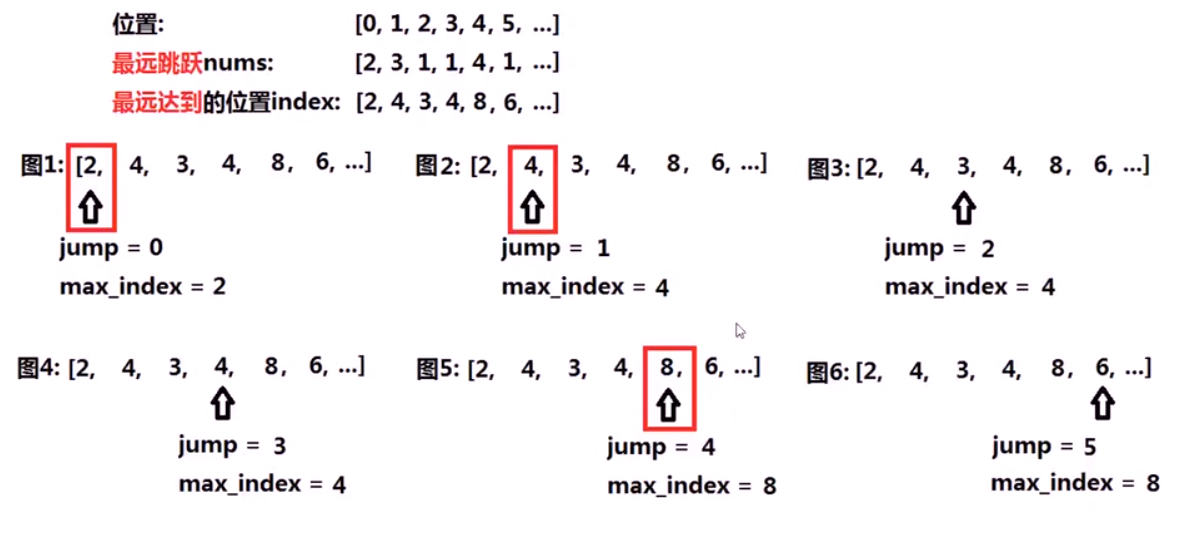 位置: [0, 1, 2, 3, 4, 5, ...]
最远跳跃nums: [2, 3, 1, 1, 4, 1, ...]
最远达到的位置index: [2, 4, 3, 4, 8, 6, ...]
图1: [2, 4, 3, 4, 8, 6, ...]
jump = 0
max_index = 2
图2: [2, 4, 3, 4, 8, 6, ...]
jump = 1
max_index = 4
图3: [2, 4, 3, 4, 8, 6, ...]
jump = 2
max_index = 4
图4: [2, 4, 3, 4, 8, 6, ...]
jump = 3
max_index = 4
图5: [2, 4, 3, 4, 8, 6, ...]
jump = 4
max_index = 8
图6: [2, 4, 3, 4, 8, 6, ...]
jump = 5
max_index = 8